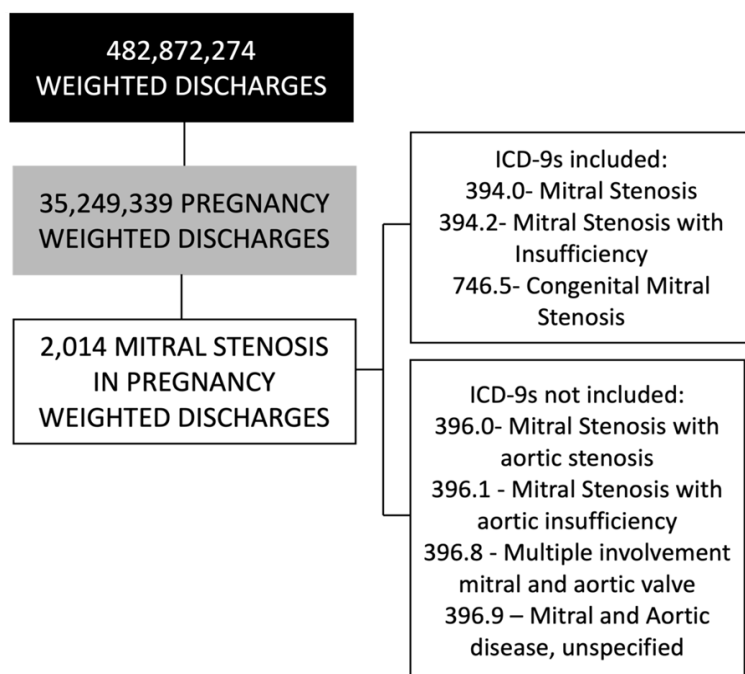 482,872,274
WEIGHTED DISCHARGES
35,249,339 PREGNANCY
WEIGHTED DISCHARGES
2,014 MITRAL STENOSIS
IN PREGNANCY
WEIGHTED DISCHARGES
ICD-9s included:
394.0- Mitral Stenosis
394.2- Mitral Stenosis with
Insufficiency
746.5- Congenital Mitral
Stenosis
ICD-9s not included:
396.0- Mitral Stenosis with
aortic stenosis
396.1 - Mitral Stenosis with
aortic insufficiency
396.8 - Multiple involvement
mitral and aortic valve
396.9 – Mitral and Aortic
disease, unspecified